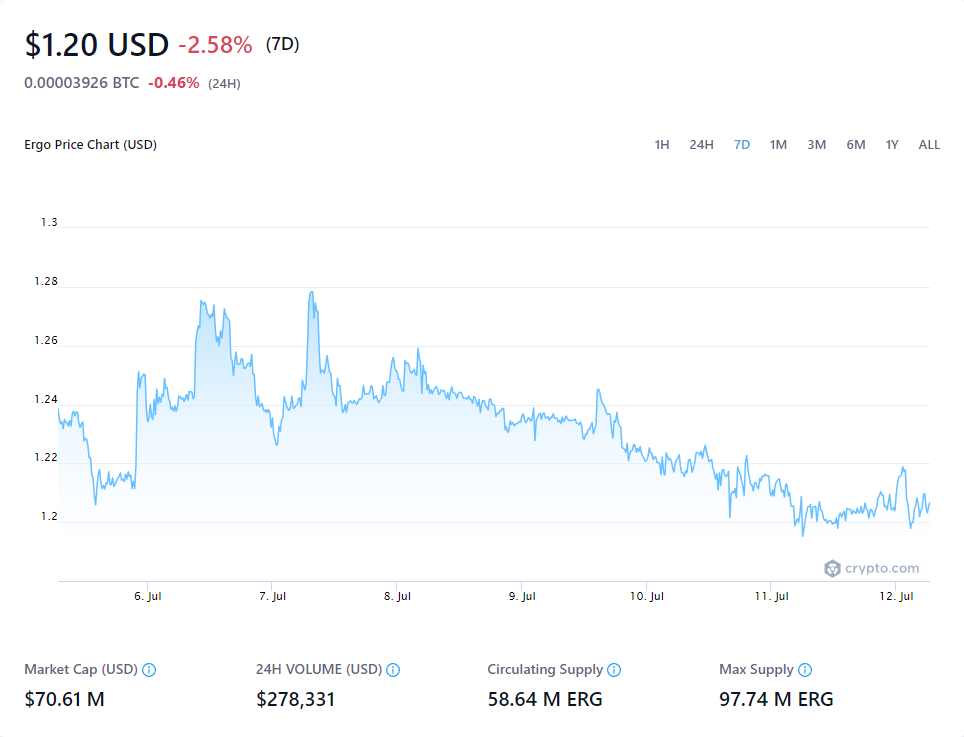 $1.20 USD -2.58% (7D)
0.00003926 BTC -0.46% (24H)
Ergo Price Chart (USD)
1H 24H 7D 1M 3M 6M 1Y ALL
1.3
1.28
1.26
1.24
1.22
1.2
crypto.com
6. Jul 7. Jul 8. Jul 9. Jul 10. Jul 11. Jul 12. Jul
Market Cap (USD) 24H VOLUME (USD) Circulating Supply Max Supply
$70.61 M $278,331 58.64 M ERG 97.74 M ERG